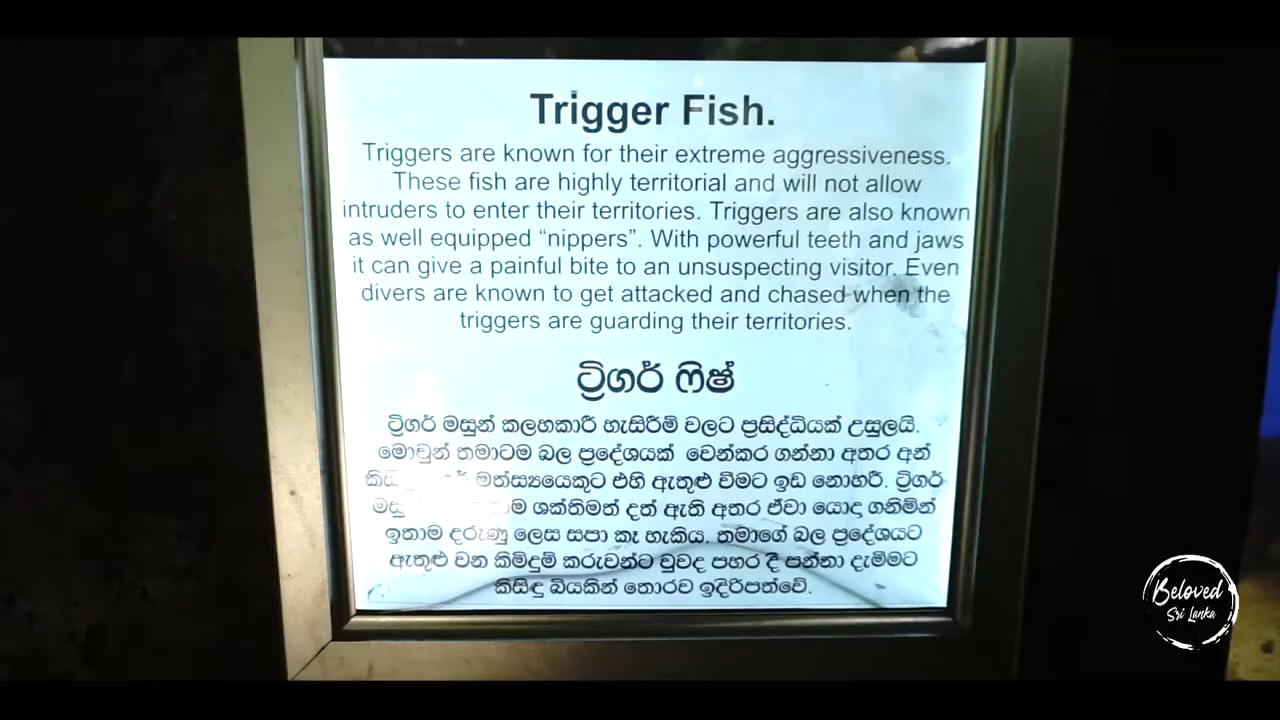 Trigger Fish.
Triggers are known for their extreme aggressiveness.
These fish are highly territorial and will not allow
intruders to enter their territories. Triggers are also known
as well equipped “nippers”. With powerful teeth and jaws
it can give a painful bite to an unsuspecting visitor. Even
divers are known to get attacked and chased when the
triggers are guarding their territories.
ට්‍රිගර් ෆිෂ්
ට්‍රිගර් මසුන් කලහකාරී හැසිරීම් වලට ප්‍රසිද්ධියක් උසුලයි.
මොවුන් තමාටම බල ප්‍රදේශයක් වෙන්කර ගන්නා අතර අන්
මත්ස්‍යයෙකුට එහි ඇතුළු වීමට ඉඩ නොහරී. ට්‍රිගර්
ශක්තිමත් දත් ඇති අතර ඒවා යොදා ගනිමින්
ඉතාම දරුණු ලෙස සපා කෑ හැකිය. තමාගේ බල ප්‍රදේශයට
ඇතුළු වන කිමිදුම් කරුවන්ට වුවද පහර දී පන්නා දැමීමට
කිසිදු බියකින් තොරව ඉදිරිපත්වේ.
Beloved
Sri Lanka